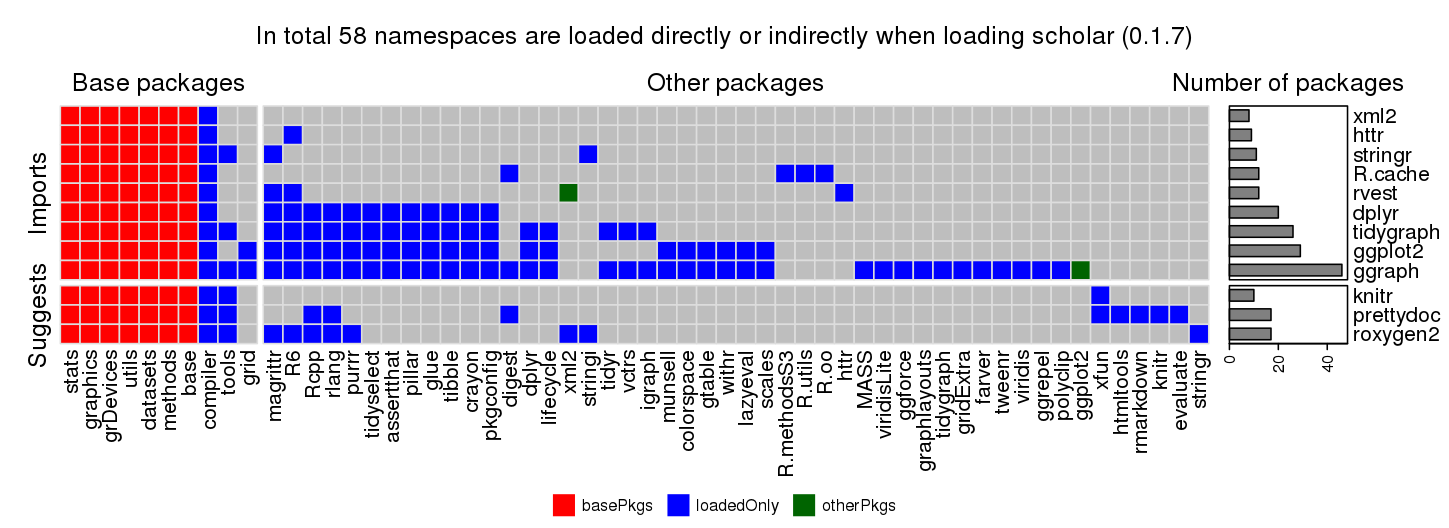 In total 58 namespaces are loaded directly or indirectly when loading scholar (0.1.7)
Base packages
Other packages
Number of packages
Imports
Suggests
xml2
httr
stringr
R.cache
rvest
dplyr
tidygraph
ggplot2
ggraph
knitr
prettydoc
roxygen2
0
20
40
stats
graphics
grDevices
utils
datasets
methods
base
compiler
tools
grid
magrittr
R6
Rcpp
rlang
purrr
tidyselect
assertthat
pillar
glue
tibble
crayon
pkgconfig
digest
dplyr
lifecycle
xml2
stringi
tidyr
vctrs
igraph
munsell
colorspace
gtable
withr
lazyeval
scales
R.methodsS3
R.utils
R.oo
httr
MASS
viridisLite
ggforce
graphlayouts
tidygraph
gridExtra
farver
tweenr
viridis
ggrepel
polyclip
ggplot2
xfun
htmltools
rmarkdown
knitr
evaluate
stringr
basePkgs
loadedOnly
otherPkgs